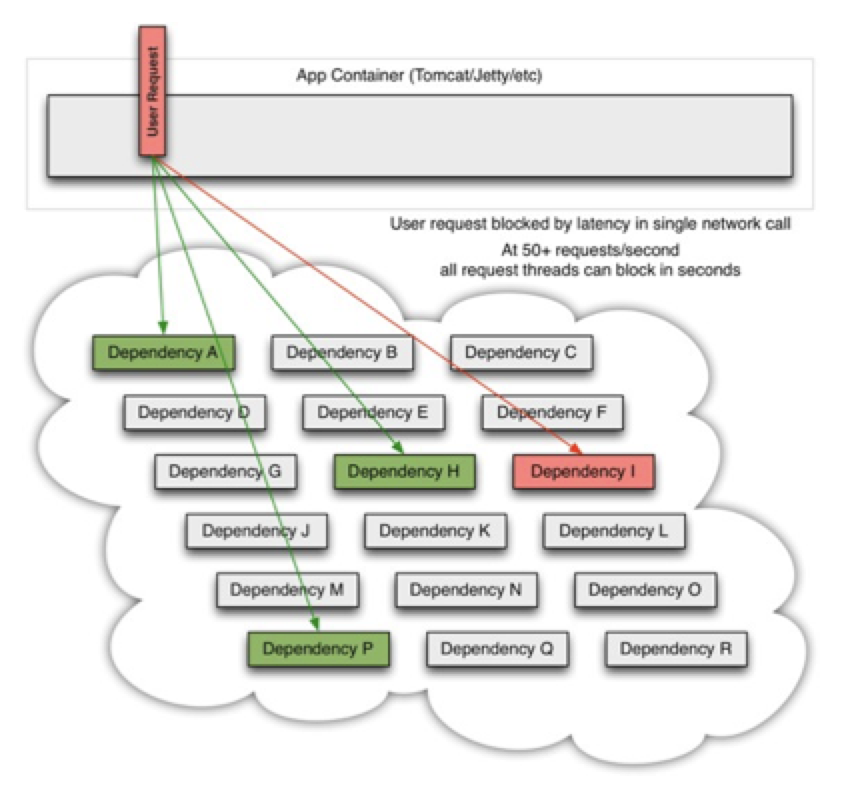 User Request
App Container (Tomcat/Jetty/etc)
User request blocked by latency in single network call
At 50+ requests/second
all request threads can block in seconds
Dependency A
Dependency B
Dependency C
Dependency D
Dependency E
Dependency F
Dependency G
Dependency H
Dependency I
Dependency J
Dependency K
Dependency L
Dependency M
Dependency N
Dependency O
Dependency P
Dependency Q
Dependency R